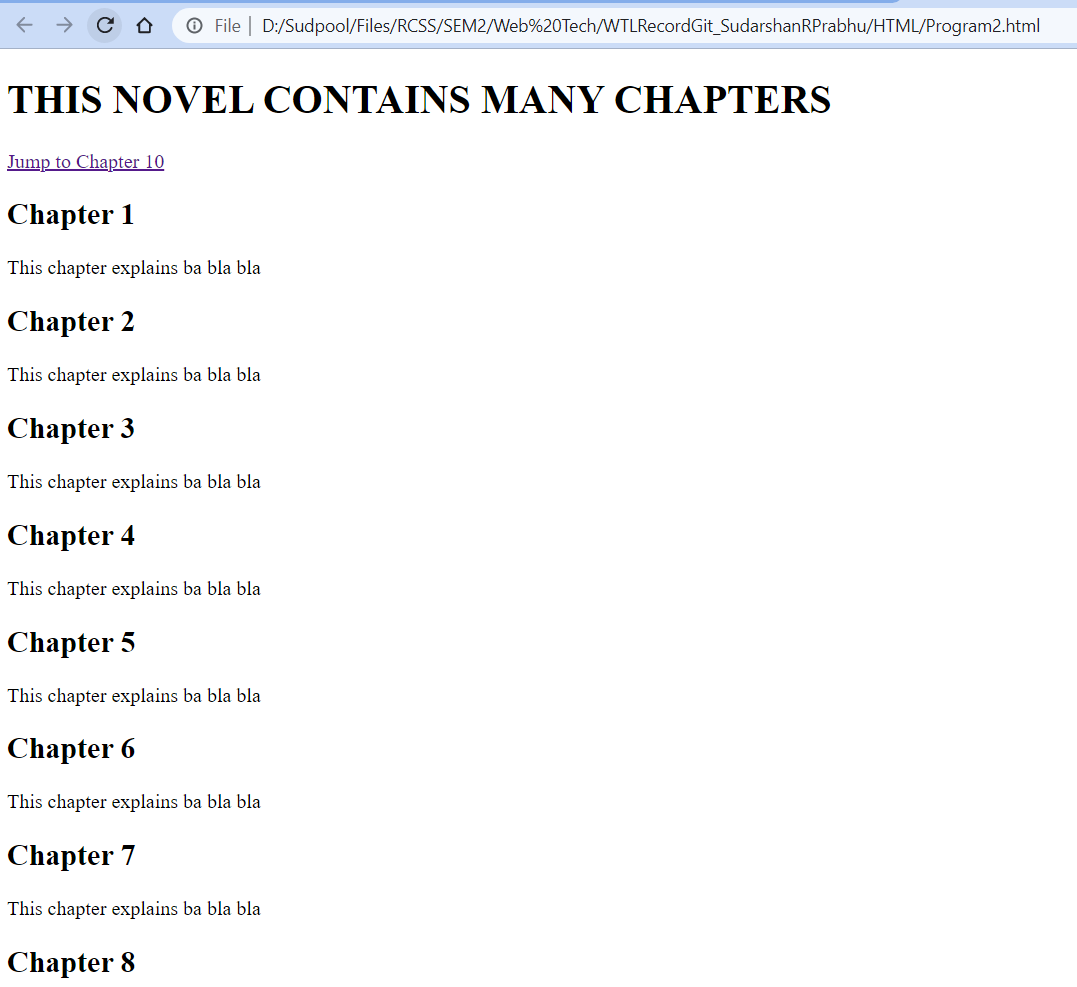 File | D:/Sudpool/Files/RCSS/SEM2/Web%20Tech/WTLRecordGit_SudarshanRPrabhu/HTML/Program2.html
THIS NOVEL CONTAINS MANY CHAPTERS
Jump to Chapter 10
Chapter 1
This chapter explains ba bla bla
Chapter 2
This chapter explains ba bla bla
Chapter 3
This chapter explains ba bla bla
Chapter 4
This chapter explains ba bla bla
Chapter 5
This chapter explains ba bla bla
Chapter 6
This chapter explains ba bla bla
Chapter 7
This chapter explains ba bla bla
Chapter 8